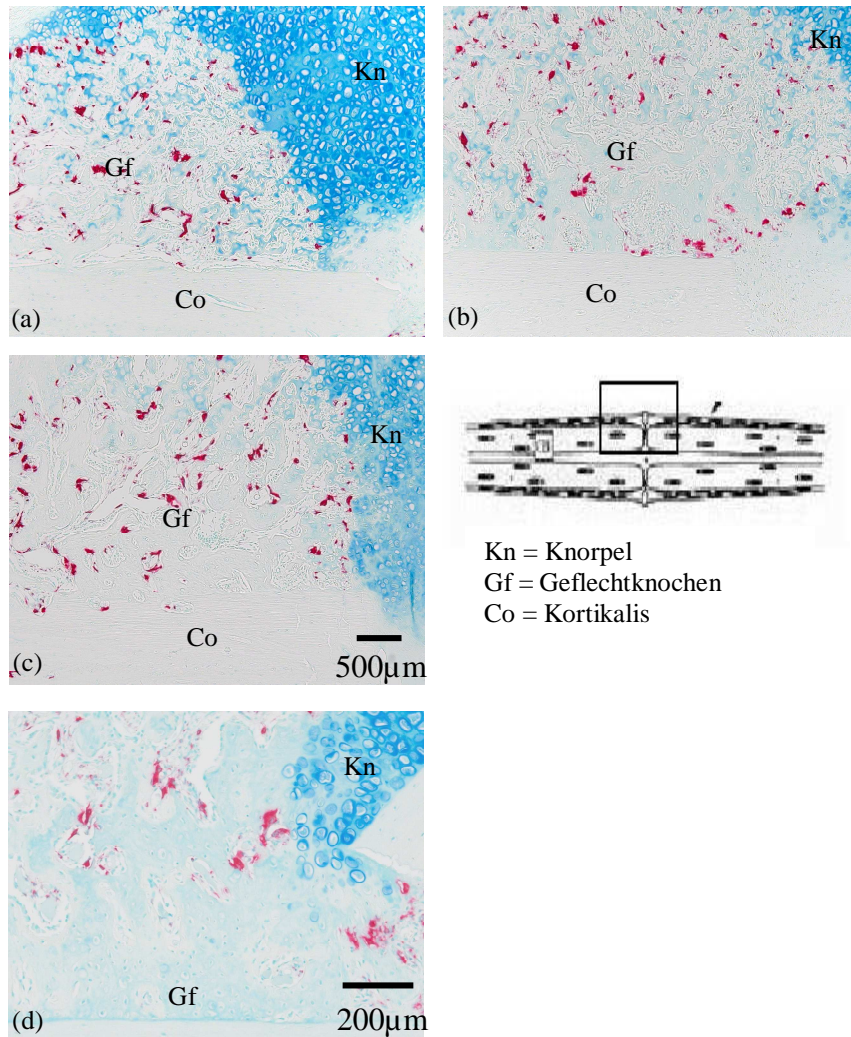 Kn
Gf
Co
(a)
Kn
Gf
Co
(b)
Kn
Gf
Co
(c)
500µm
Kn = Knorpel
Gf = Geflechtknochen
Co = Kortikalis
Kn
Gf
(d)
200µm